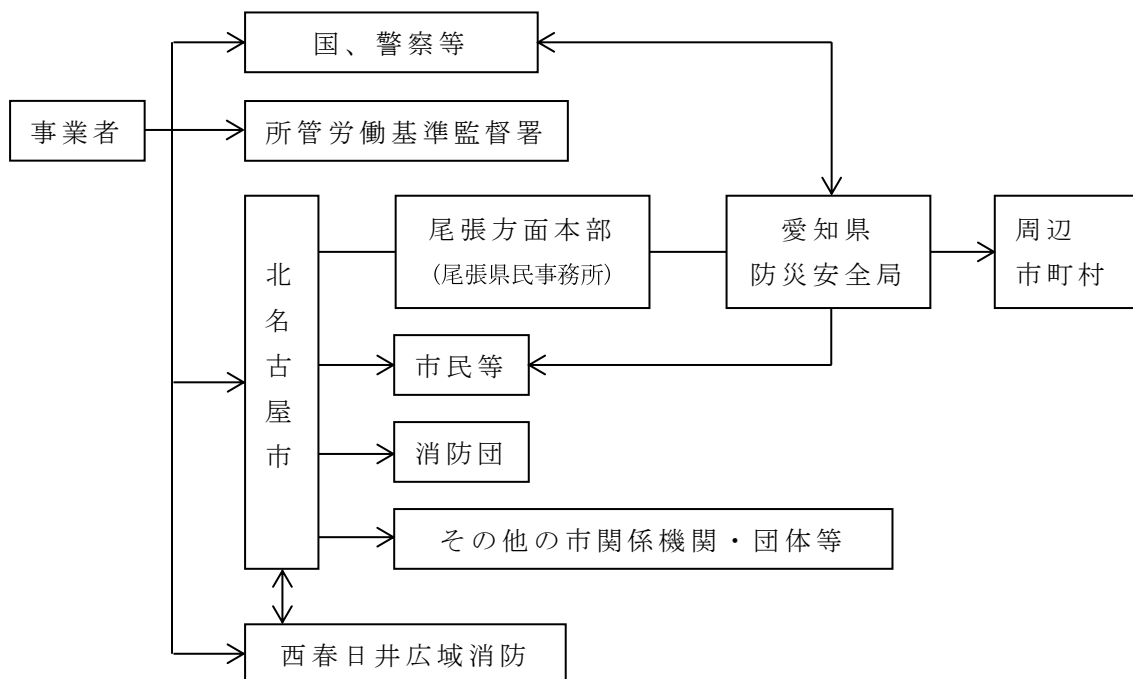 国、警察等
事業者
所管労働基準監督署
北名古屋市
尾張方面本部
(尾張県民事務所)
愛知県
防災安全局
周辺
市町村
市民等
消防団
その他の市関係機関・団体等
西春日井広域消防